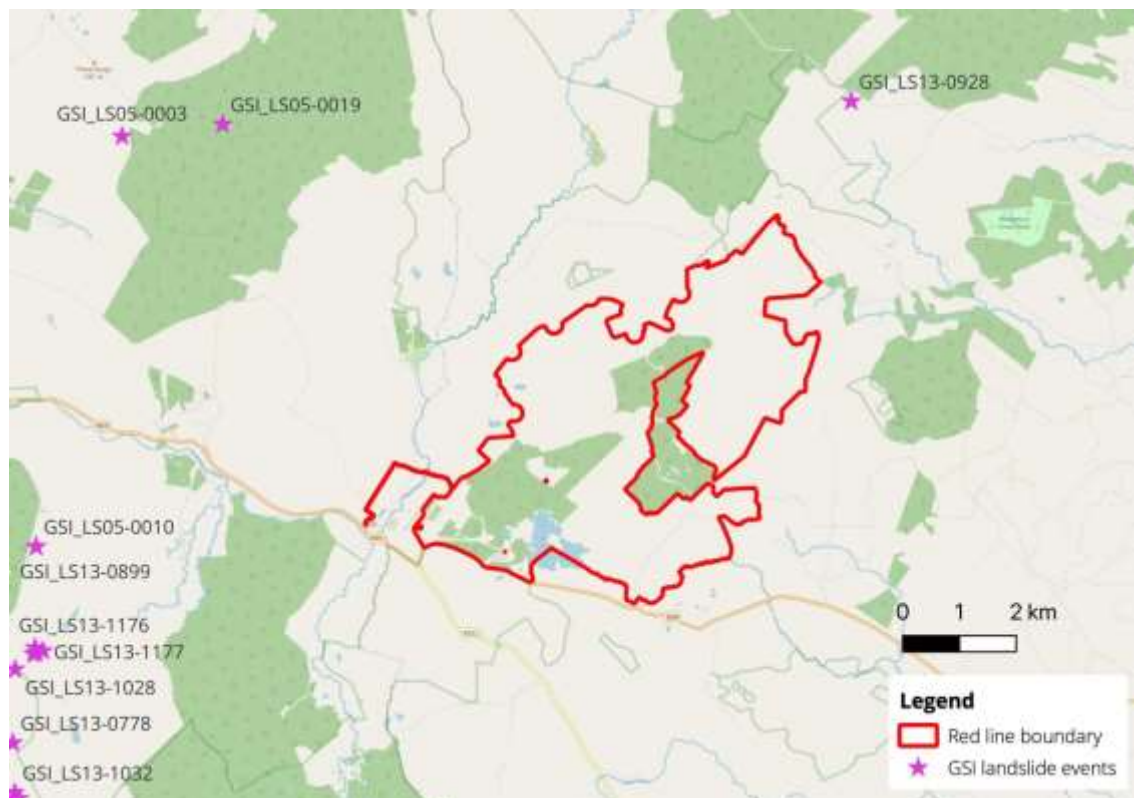 GSI_LS13-0928
GSI_LS05-0019
GSI_LS05-0003
GSI_LS05-0010
GSI_LS13-0899
GSI_LS13-1176
GSI_LS13-1177
GSI_LS13-1028
GSI_LS13-0778
GSI_LS13-1032
0 1 2 km
Legend
Red line boundary
GSI landslide events